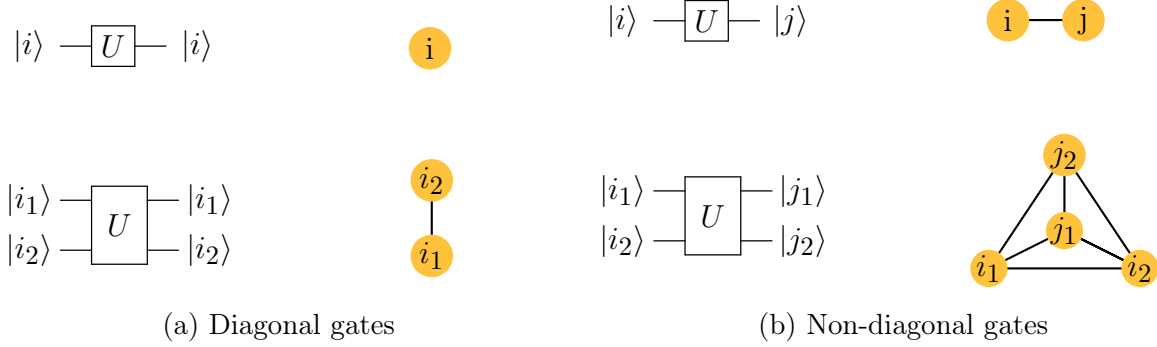 |i⟩ U |i⟩ i
|i₁⟩ |i₁⟩
U
|i₂⟩ |i₂⟩
i₂
i₁
(a) Diagonal gates
|i⟩ U |j⟩ i j
|i₁⟩ |j₁⟩
U
|i₂⟩ |j₂⟩
j₂
j₁
i₁ i₂
(b) Non-diagonal gates